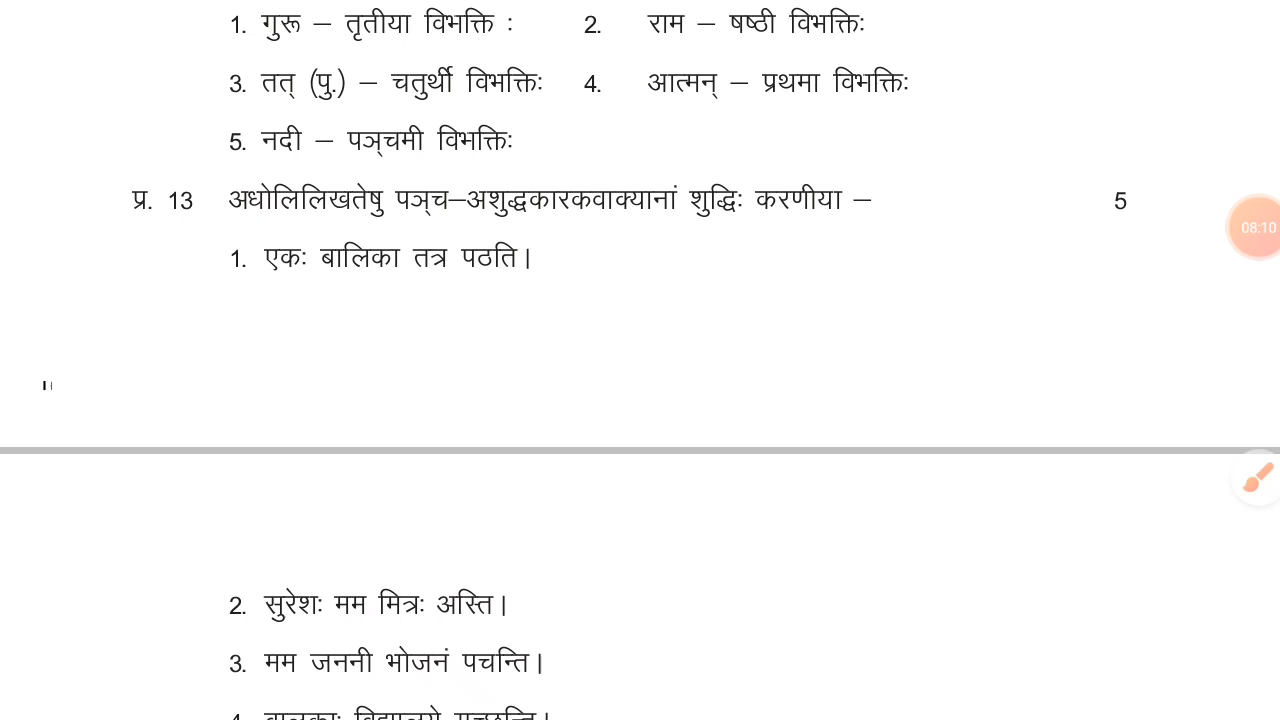 1. गुरू – तृतीया विभक्ति : 2. राम – षष्ठी विभक्तिः
3. तत् (पु.) – चतुर्थी विभक्तिः 4. आत्मन् – प्रथमा विभक्तिः
5. नदी – पञ्चमी विभक्तिः
प्र. 13 अधोलिलिखतेषु पञ्च–अशुद्धकारकवाक्यानां शुद्धिः करणीया – 5
1. एकः बालिका तत्र पठति।
08:10
2. सुरेशः मम मित्रः अस्ति।
3. मम जननी भोजनं पचन्ति।